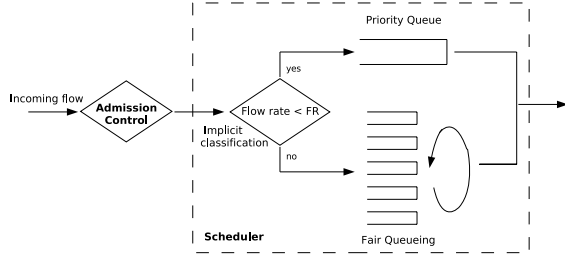 Priority Queue
yes
Incoming flow
Admission
Control
Flow rate < FR
Implicit
classification
no
Scheduler
Fair Queueing